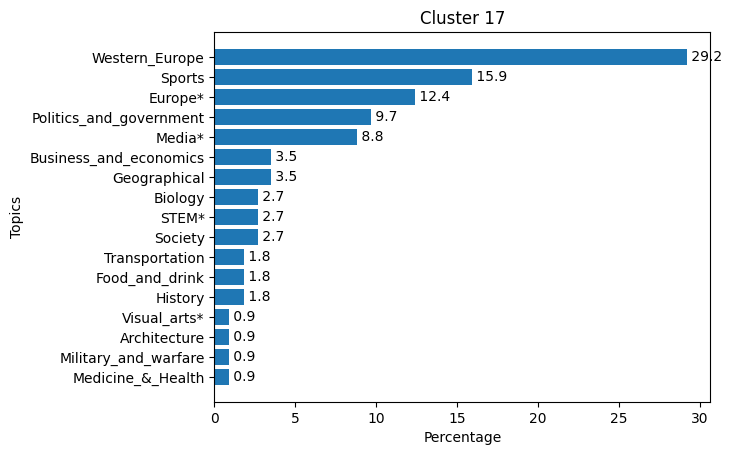 Cluster 17
Western_Europe 29.2
Sports 15.9
Europe* 12.4
Politics_and_government 9.7
Media* 8.8
Business_and_economics 3.5
Geographical 3.5
Biology 2.7
STEM* 2.7
Society 2.7
Transportation 1.8
Food_and_drink 1.8
History 1.8
Visual_arts* 0.9
Architecture 0.9
Military_and_warfare 0.9
Medicine_&_Health 0.9
0 5 10 15 20 25 30
Percentage
Topics